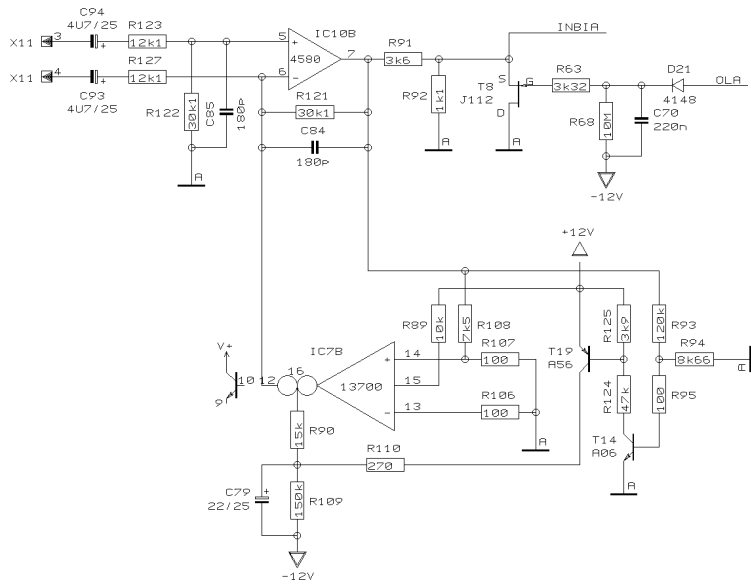 C94
4U7/25
R123
12k1
X11
3
X11
4
R127
12k1
C93
4U7/25
R122
30k1
C85
180p
A
5
+
6
-
IC10B
4580
7
R121
30k1
C84
180p
R91
3k6
INBIA
R92
1k1
A
S
G
D
T8
J112
A
R63
3k32
D21
4148
OLA
R68
10M
C70
220n
-12V
+12V
R89
10k
R108
7k5
R107
100
R106
100
A
IC7B
13700
14
+
15
13
-
16
12
V+
10
9
R90
15k
R110
270
C79
+
22/25
R109
150k
-12V
T19
A56
R125
3k9
R124
47k
R93
120k
R94
8k66
A
R95
100
T14
A06
A